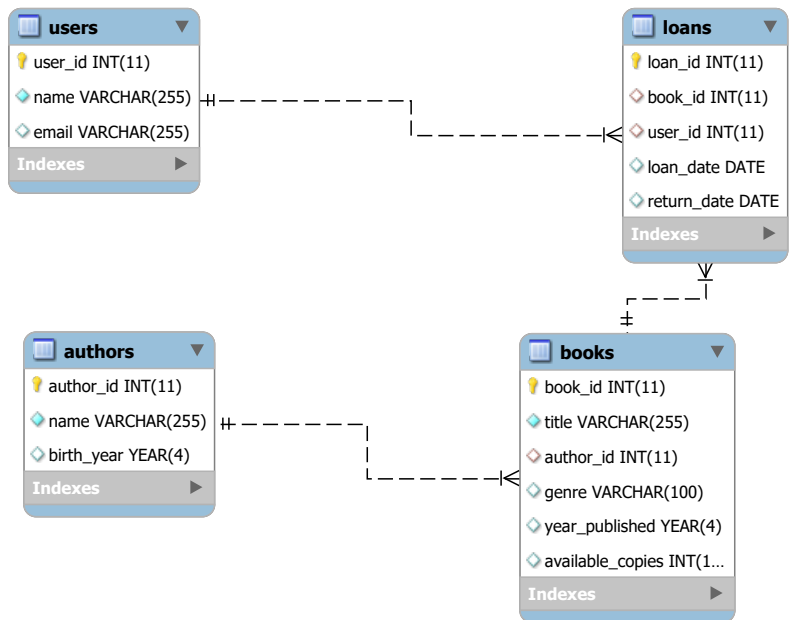 users
user_id INT(11)
name VARCHAR(255)
email VARCHAR(255)
Indexes
loans
loan_id INT(11)
book_id INT(11)
user_id INT(11)
loan_date DATE
return_date DATE
Indexes
authors
author_id INT(11)
name VARCHAR(255)
birth_year YEAR(4)
Indexes
books
book_id INT(11)
title VARCHAR(255)
author_id INT(11)
genre VARCHAR(100)
year_published YEAR(4)
available_copies INT(1...
Indexes